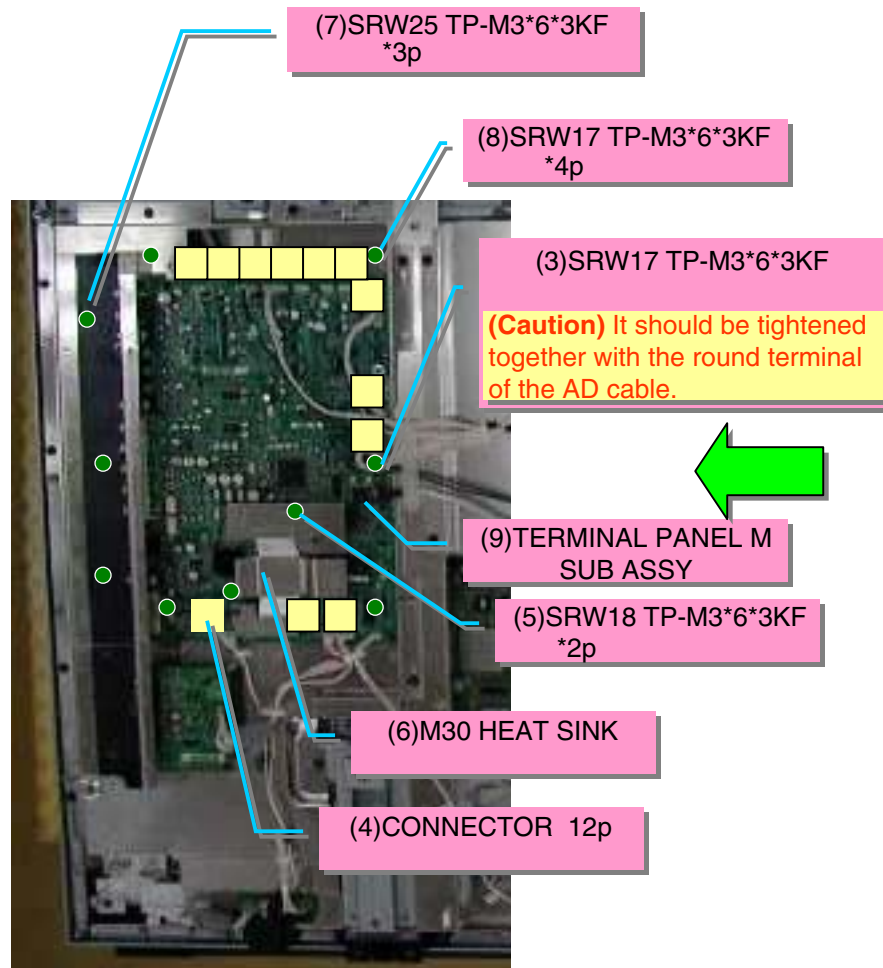 (7)SRW25 TP-M3*6*3KF
*3p
(8)SRW17 TP-M3*6*3KF
*4p
(3)SRW17 TP-M3*6*3KF
(Caution) It should be tightened
together with the round terminal
of the AD cable.
(9)TERMINAL PANEL M
SUB ASSY
(5)SRW18 TP-M3*6*3KF
*2p
(6)M30 HEAT SINK
(4)CONNECTOR 12p